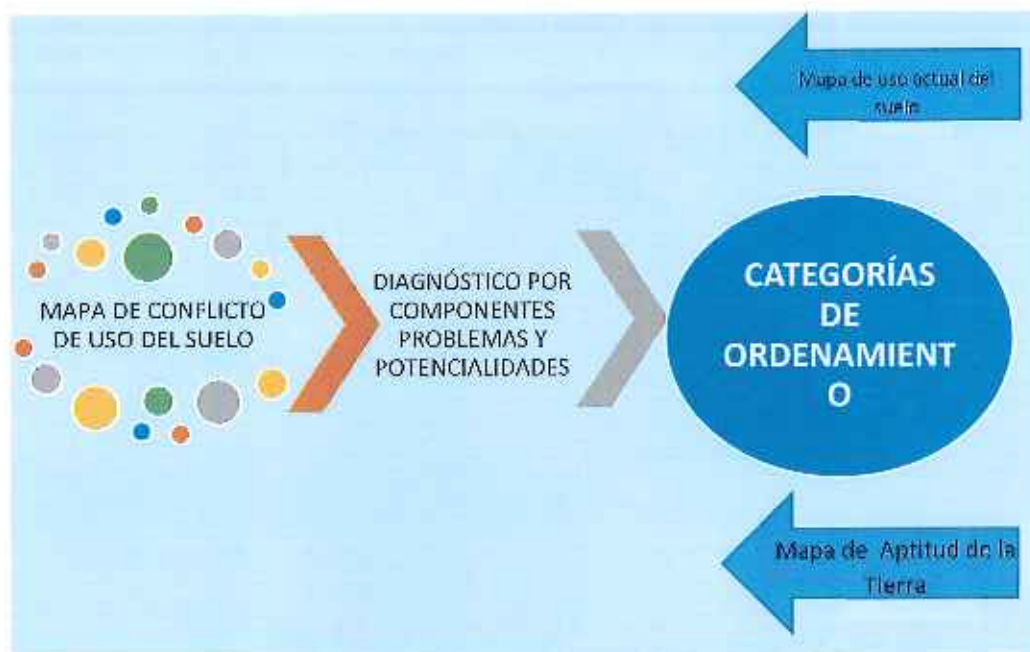 Mapa de uso actual del
suelo
MAPA DE CONFLICTO
DE USO DEL SUELO
DIAGNÓSTICO POR
COMPONENTES
PROBLEMAS Y
POTENCIALIDADES
CATEGORÍAS
DE
ORDENAMIENT
O
Mapa de Aptitud de la
Tierra